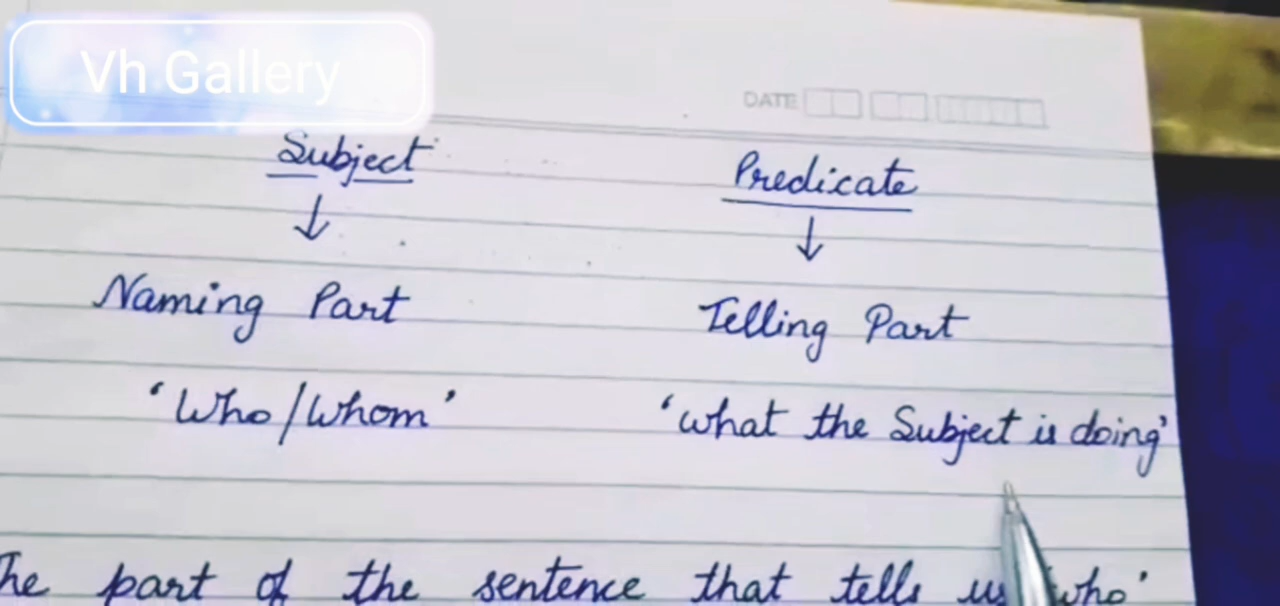 Vh Gallery
DATE
Subject Predicate
↓ ↓
Naming Part Telling Part
'Who/Whom' 'what the Subject is doing'
The part of the sentence that tells us 'who'